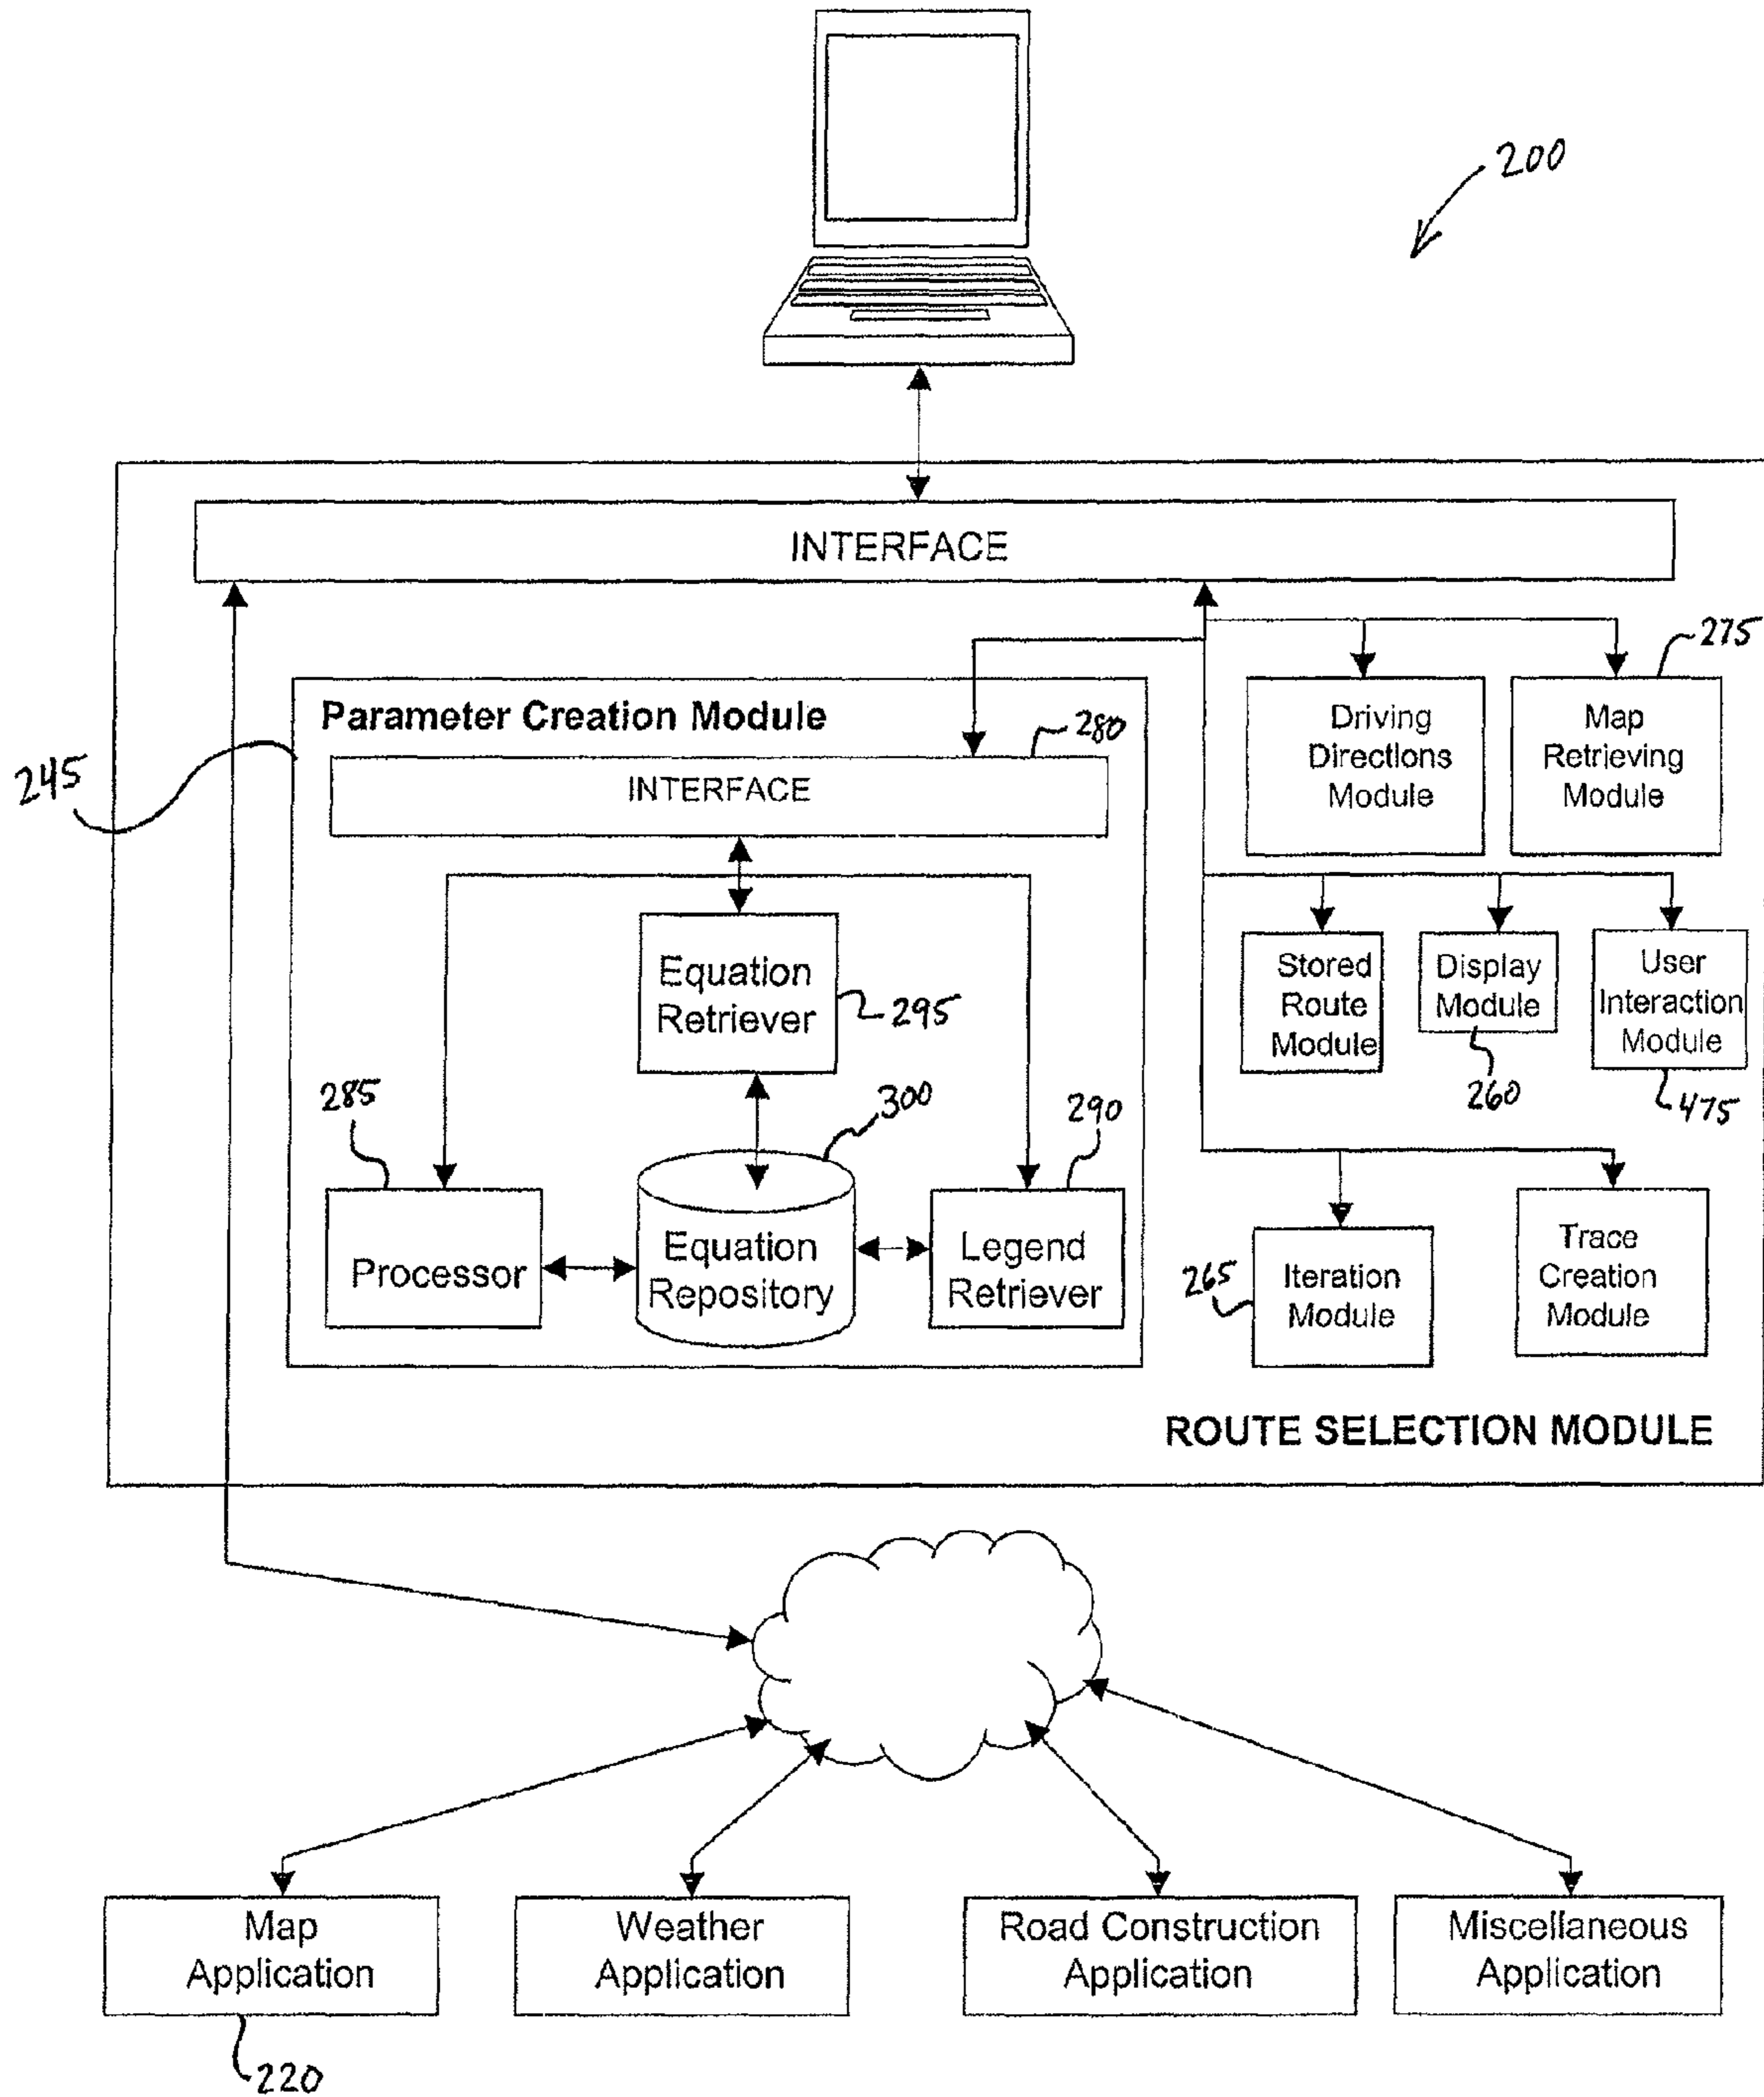 200
INTERFACE
275
Parameter Creation Module
280
INTERFACE
245
Driving
Directions
Module
Map
Retrieving
Module
Equation
Retriever
295
Stored
Route
Module
Display
Module
260
User
Interaction
Module
475
285
Processor
300
Equation
Repository
290
Legend
Retriever
265
Iteration
Module
Trace
Creation
Module
ROUTE SELECTION MODULE
Map
Application
220
Weather
Application
Road Construction
Application
Miscellaneous
Application